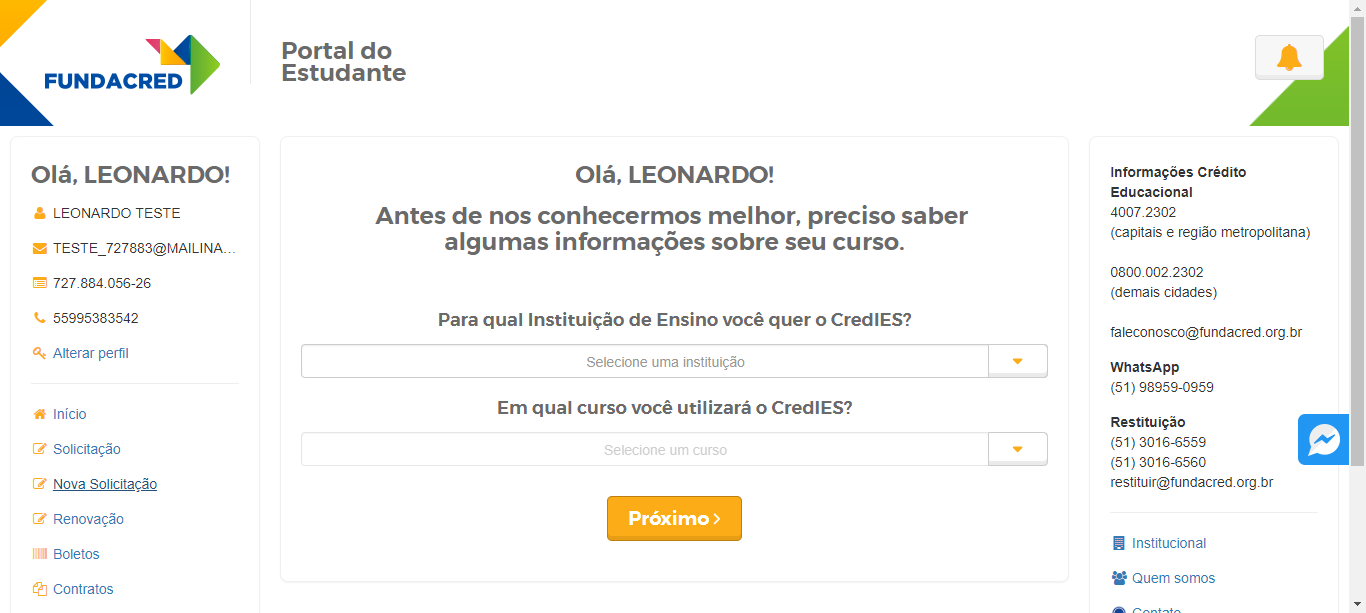 FUNDACRED
Portal do
Estudante
Olá, LEONARDO!
LEONARDO TESTE
TESTE_727883@MAILINA...
727.884.056-26
55995383542
Alterar perfil
Início
Solicitação
Nova Solicitação
Renovação
Boletos
Contratos
Olá, LEONARDO!
Antes de nos conhecermos melhor, preciso saber
algumas informações sobre seu curso.
Para qual Instituição de Ensino você quer o CredIES?
Selecione uma instituição
Em qual curso você utilizará o CredIES?
Selecione um curso
Próximo
Informações Crédito
Educacional
4007.2302
(capitais e região metropolitana)
0800.002.2302
(demais cidades)
faleconosco@fundacred.org.br
WhatsApp
(51) 98959-0959
Restituição
(51) 3016-6559
(51) 3016-6560
restituir@fundacred.org.br
Institucional
Quem somos
Contato